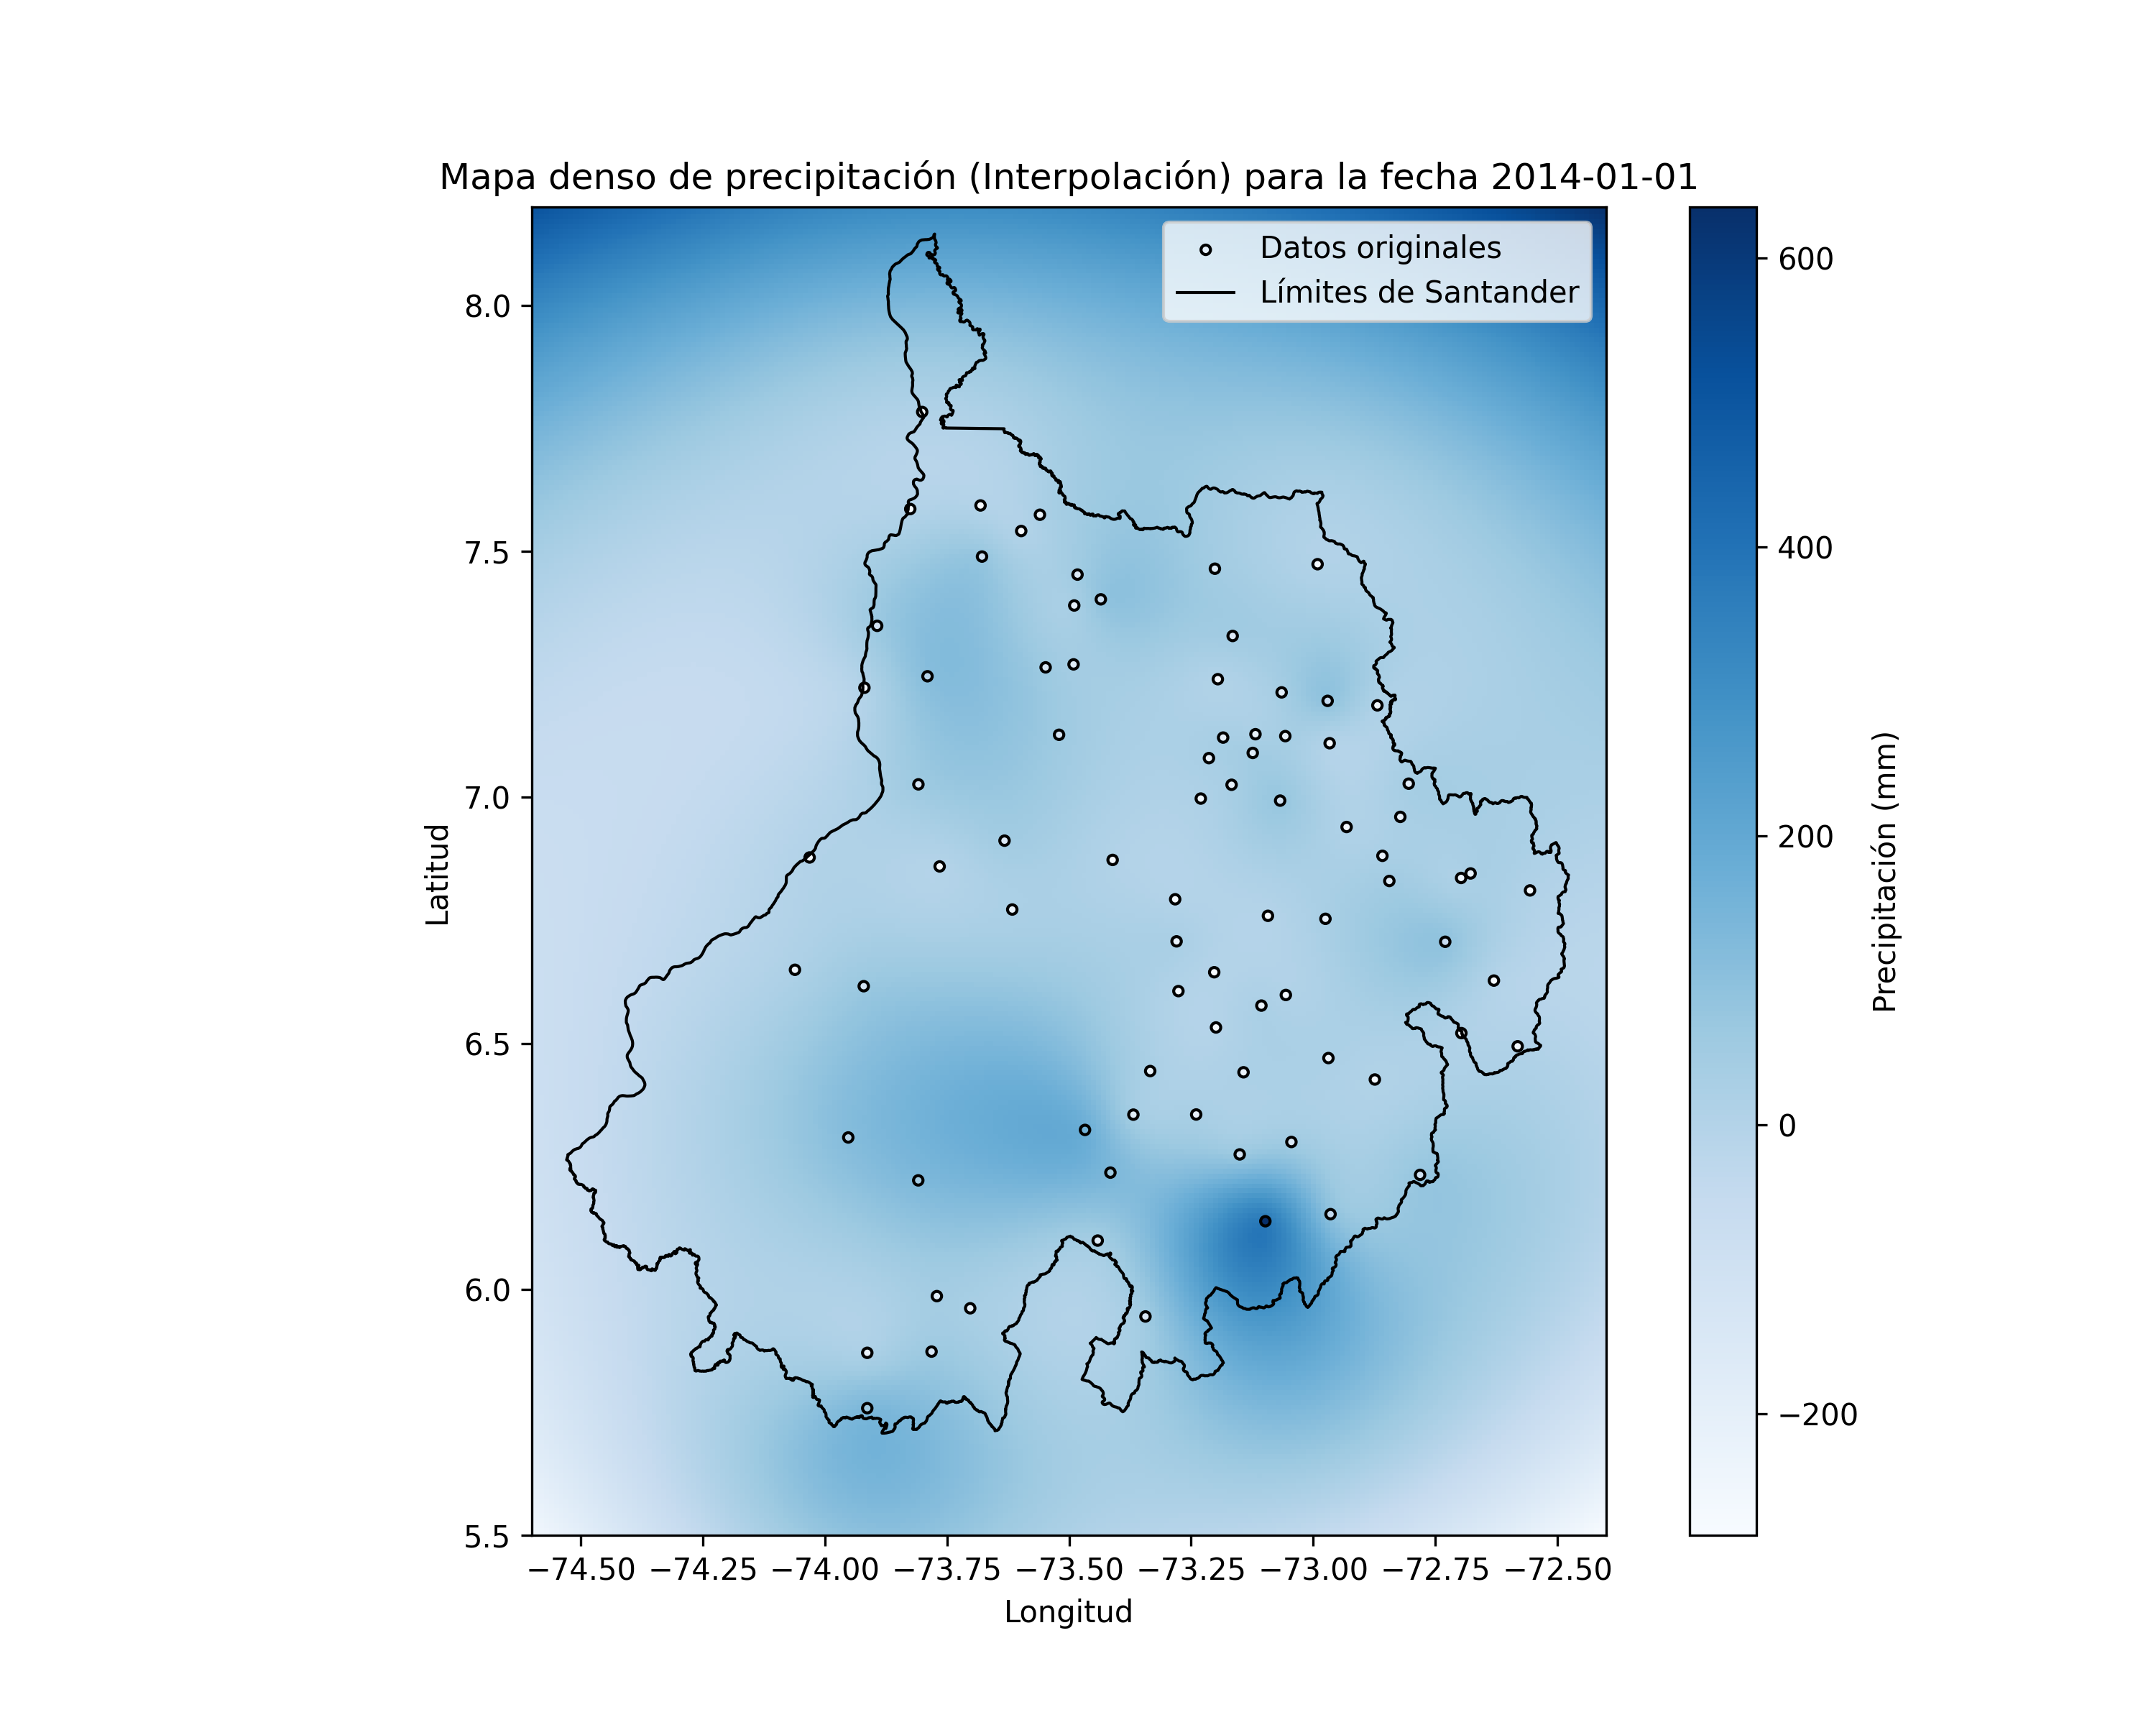 Mapa denso de precipitación (Interpolación) para la fecha 2014-01-01
Datos originales
Límites de Santander
8.0
7.5
7.0
6.5
6.0
5.5
Latitud
−74.50 −74.25 −74.00 −73.75 −73.50 −73.25 −73.00 −72.75 −72.50
Longitud
600
400
200
0
−200
Precipitación (mm)